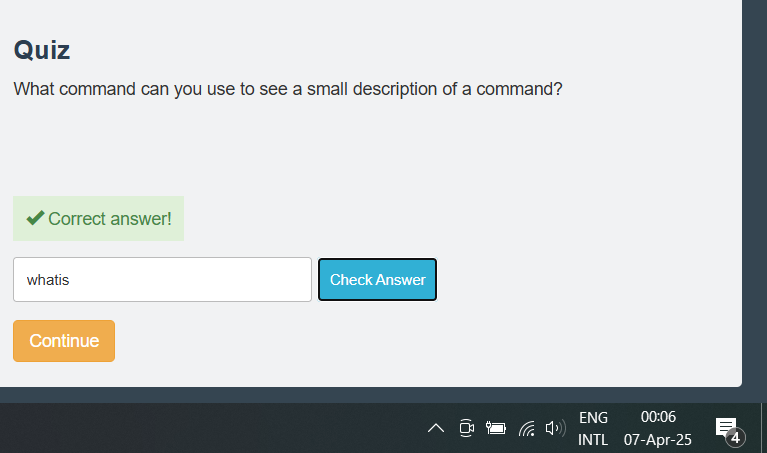 Quiz
What command can you use to see a small description of a command?
Correct answer!
whatis
Check Answer
Continue
ENG
INTL
00:06
07-Apr-25
4